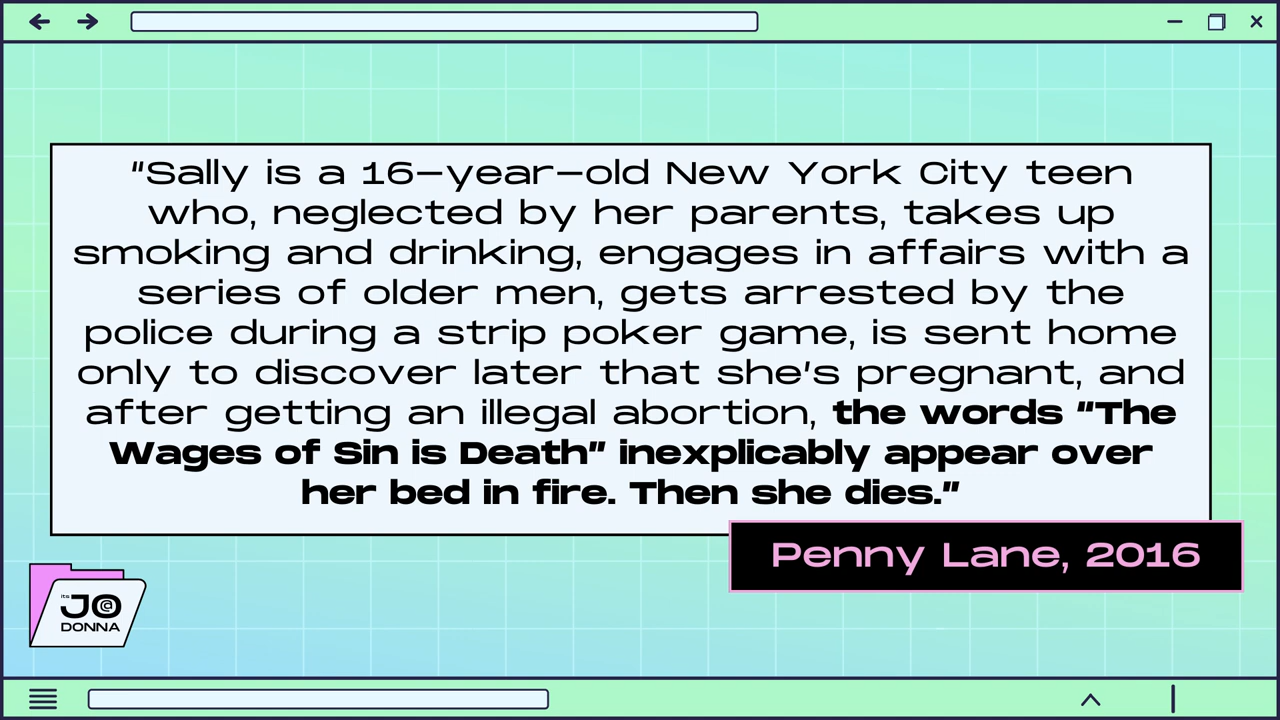 “Sally is a 16–year–old New York City teen
who, neglected by her parents, takes up
smoking and drinking, engages in affairs with a
series of older men, gets arrested by the
police during a strip poker game, is sent home
only to discover later that she’s pregnant, and
after getting an illegal abortion, the words “The
Wages of Sin is Death” inexplicably appear over
her bed in fire. Then she dies.”
Penny Lane, 2016
its
JO
DONNA